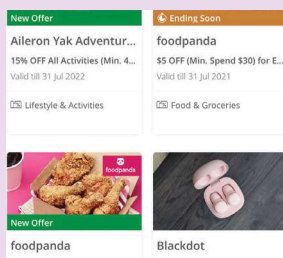 New Offer
Aileron Yak Adventur...
15% OFF All Activities (Min. 4...
Valid till 31 Jul 2022
Lifestyle & Activities
Ending Soon
foodpanda
$5 OFF (Min. Spend $30) for E...
Valid till 31 Jul 2021
Food & Groceries
foodpanda
New Offer
foodpanda
Blackdot